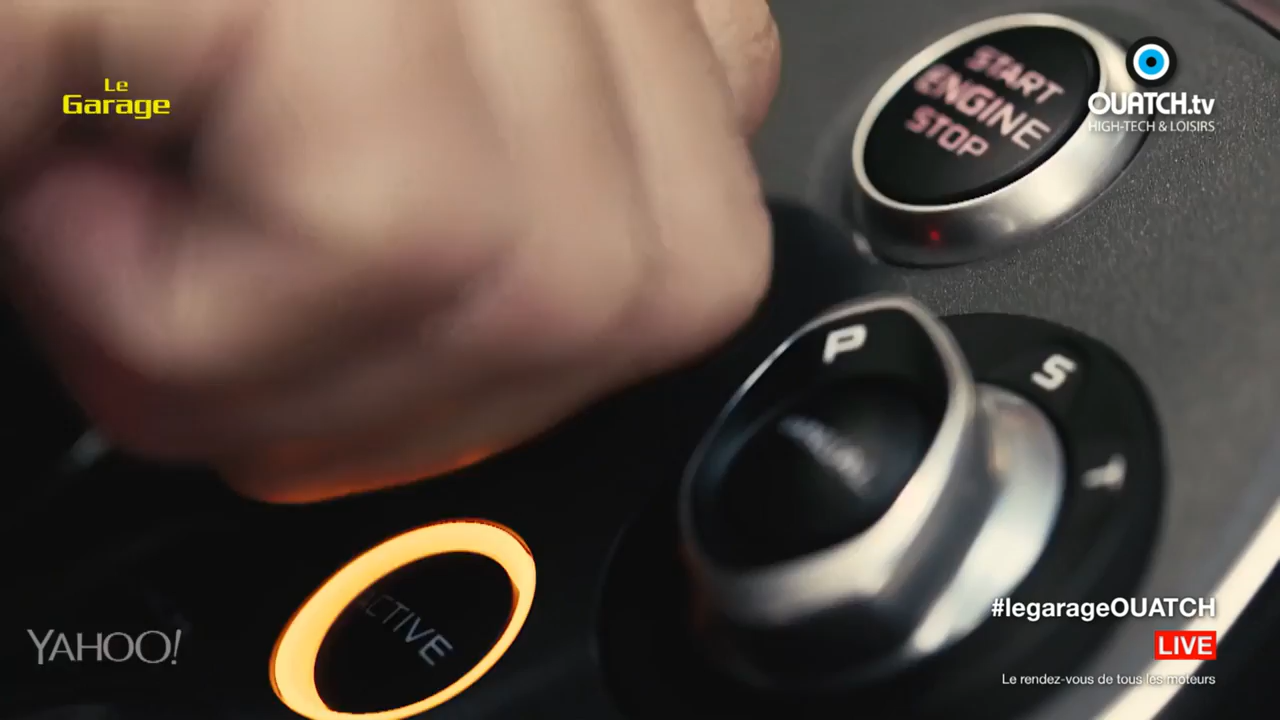 Le
Garage
START
ENGINE
STOP
OUATCH.tv
HIGH-TECH & LOISIRS
P
S
T
ACTIVE
#legarageOUATCH
LIVE
YAHOO!
Le rendez-vous de tous les moteurs